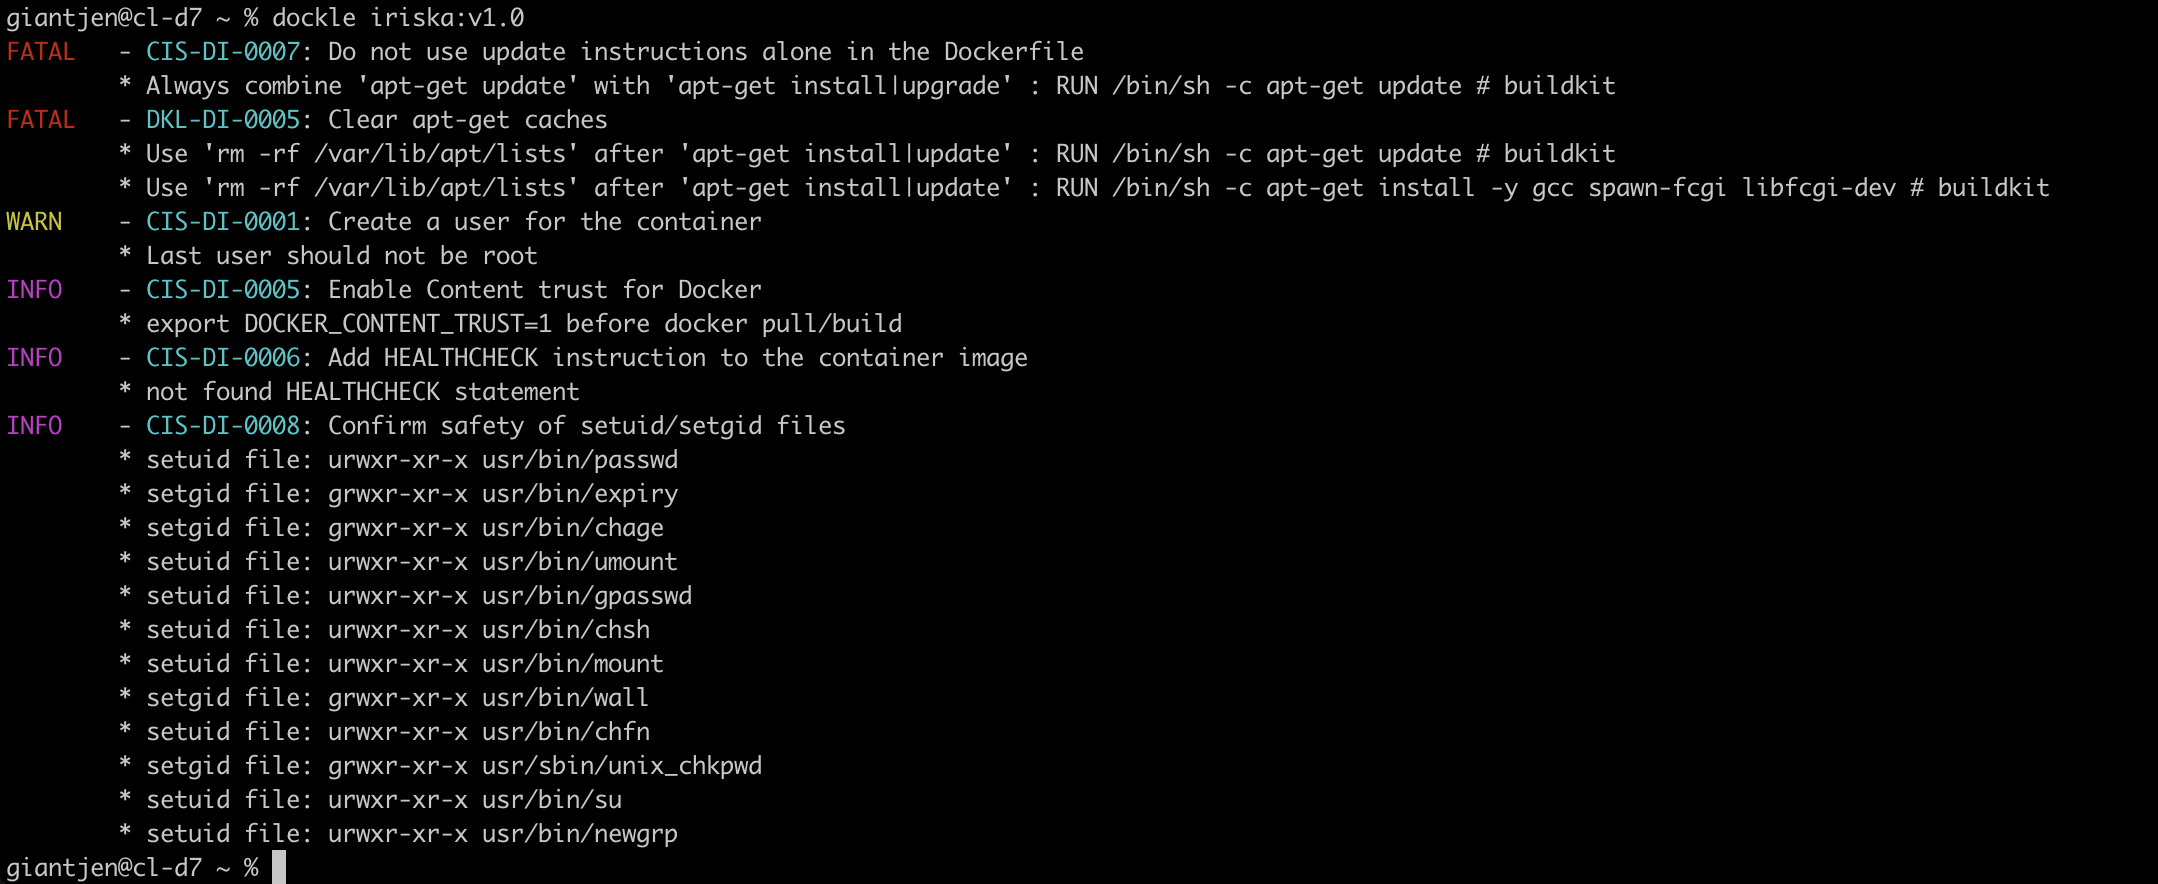 giantjen@cl-d7 ~ % dockle iriska:v1.0
FATAL   - CIS-DI-0007: Do not use update instructions alone in the Dockerfile
        * Always combine 'apt-get update' with 'apt-get install|upgrade' : RUN /bin/sh -c apt-get update # buildkit
FATAL   - DKL-DI-0005: Clear apt-get caches
        * Use 'rm -rf /var/lib/apt/lists' after 'apt-get install|update' : RUN /bin/sh -c apt-get update # buildkit
        * Use 'rm -rf /var/lib/apt/lists' after 'apt-get install|update' : RUN /bin/sh -c apt-get install -y gcc spawn-fcgi libfcgi-dev # buildkit
WARN    - CIS-DI-0001: Create a user for the container
        * Last user should not be root
INFO    - CIS-DI-0005: Enable Content trust for Docker
        * export DOCKER_CONTENT_TRUST=1 before docker pull/build
INFO    - CIS-DI-0006: Add HEALTHCHECK instruction to the container image
        * not found HEALTHCHECK statement
INFO    - CIS-DI-0008: Confirm safety of setuid/setgid files
        * setuid file: urwxr-xr-x usr/bin/passwd
        * setgid file: grwxr-xr-x usr/bin/expiry
        * setgid file: grwxr-xr-x usr/bin/chage
        * setuid file: urwxr-xr-x usr/bin/umount
        * setuid file: urwxr-xr-x usr/bin/gpasswd
        * setuid file: urwxr-xr-x usr/bin/chsh
        * setuid file: urwxr-xr-x usr/bin/mount
        * setgid file: grwxr-xr-x usr/bin/wall
        * setuid file: urwxr-xr-x usr/bin/chfn
        * setgid file: grwxr-xr-x usr/sbin/unix_chkpwd
        * setuid file: urwxr-xr-x usr/bin/su
        * setuid file: urwxr-xr-x usr/bin/newgrp
giantjen@cl-d7 ~ %